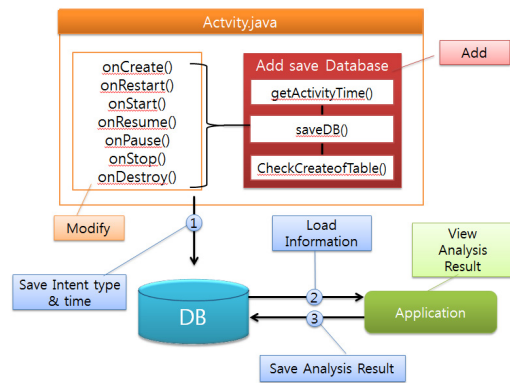 Actvity.java
onCreate()
onRestart()
onStart()
onResume()
onPause()
onStop()
onDestroy()
Add save Database
getActivityTime()
saveDB()
CheckCreateofTable()
Add
Modify
1
Save Intent type
& time
Load
Information
View
Analysis
Result
DB
2
3
Application
Save Analysis Result